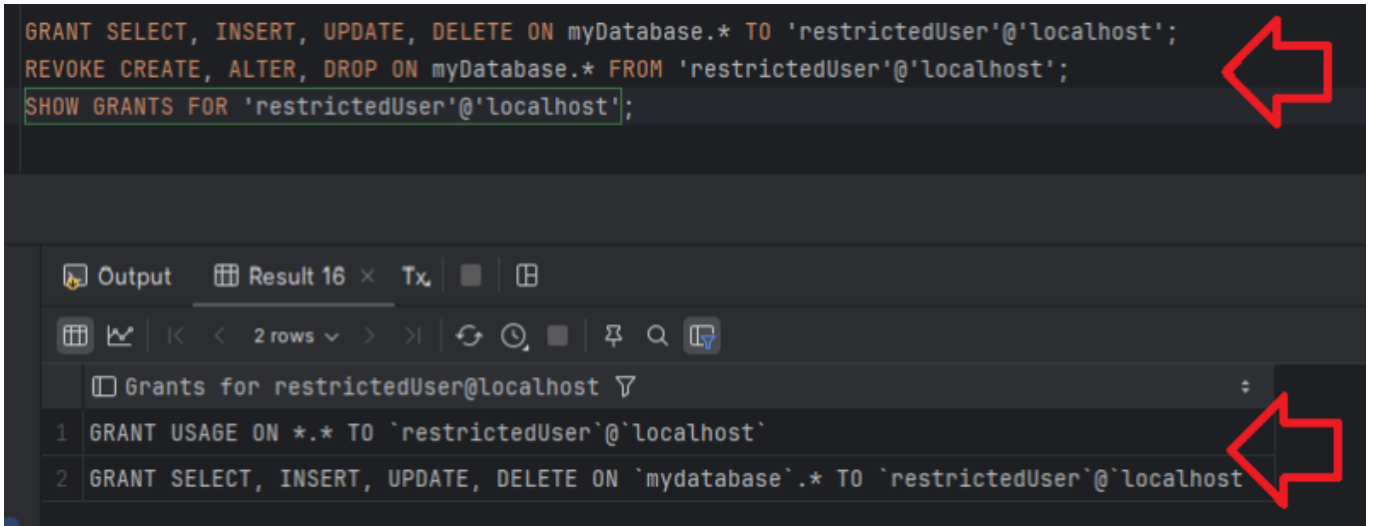 GRANT SELECT, INSERT, UPDATE, DELETE ON myDatabase.* TO 'restrictedUser'@'localhost';
REVOKE CREATE, ALTER, DROP ON myDatabase.* FROM 'restrictedUser'@'localhost';
SHOW GRANTS FOR 'restrictedUser'@'localhost';
Output Result 16 × Tx
2 rows
Grants for restrictedUser@localhost
1 GRANT USAGE ON *.* TO `restrictedUser`@`localhost`
2 GRANT SELECT, INSERT, UPDATE, DELETE ON `mydatabase`.* TO `restrictedUser`@`localhost